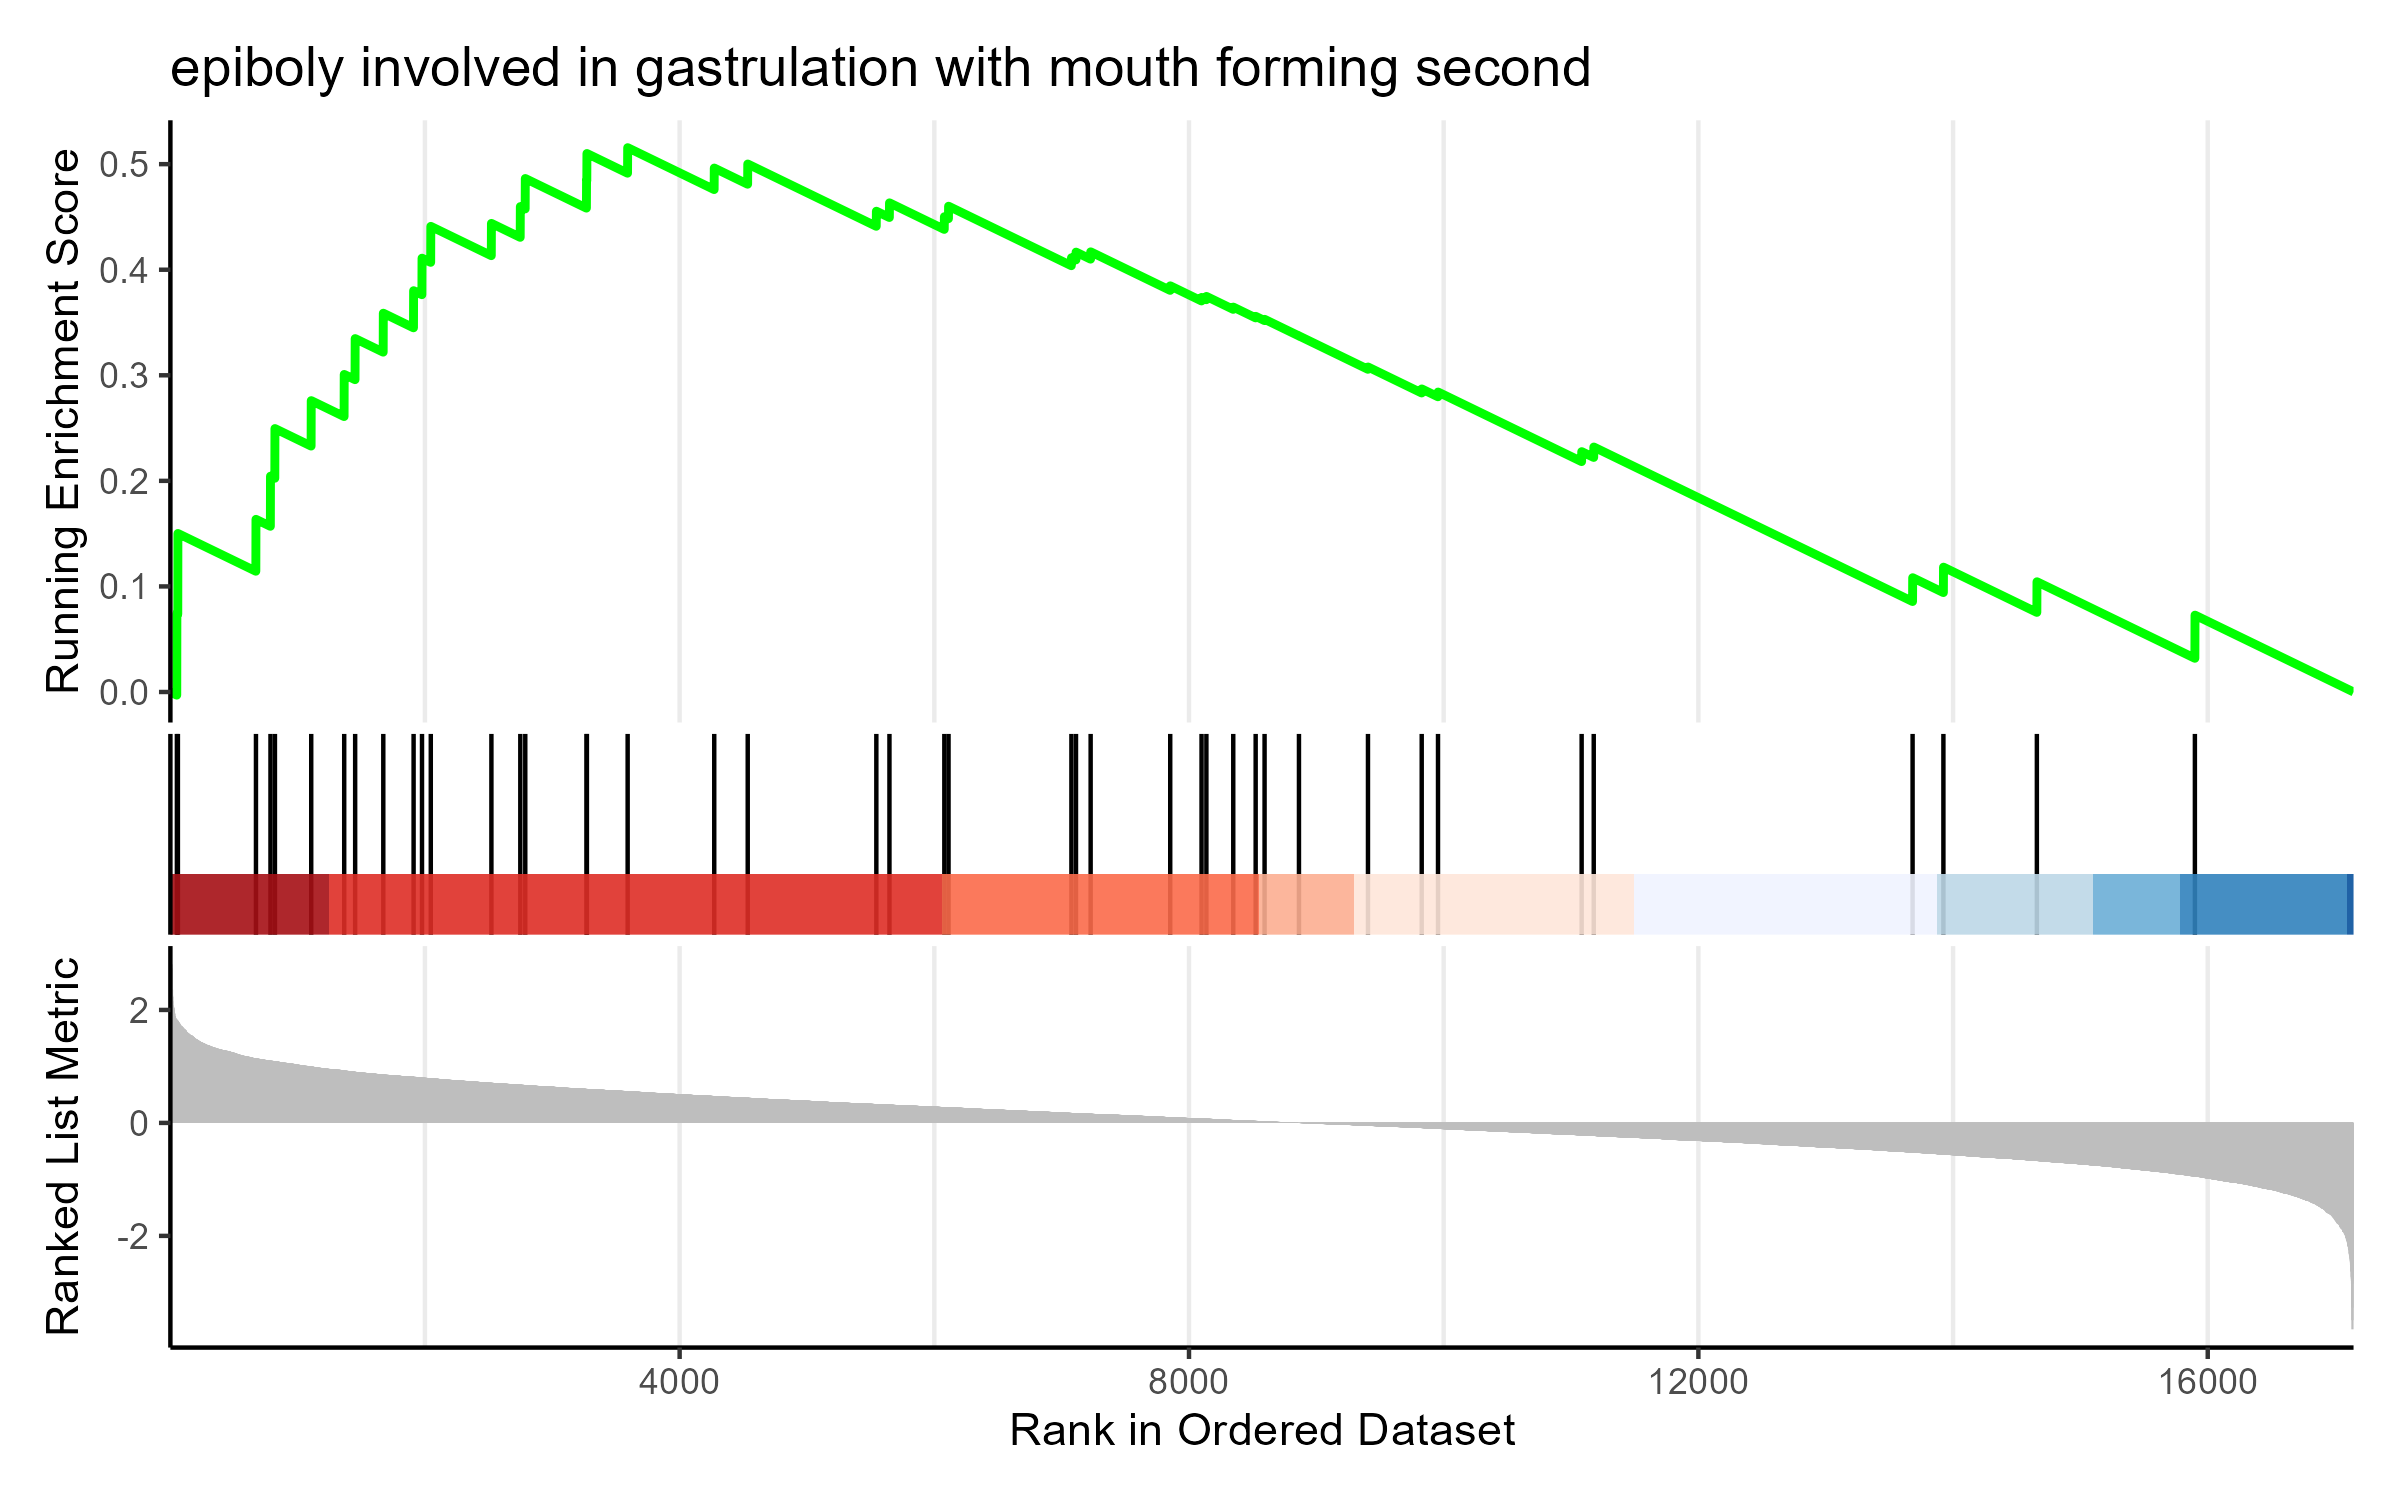 epiboly involved in gastrulation with mouth forming second
Running Enrichment Score
0.5
0.4
0.3
0.2
0.1
0.0
Ranked List Metric
2
0
-2
4000 8000 12000 16000
Rank in Ordered Dataset